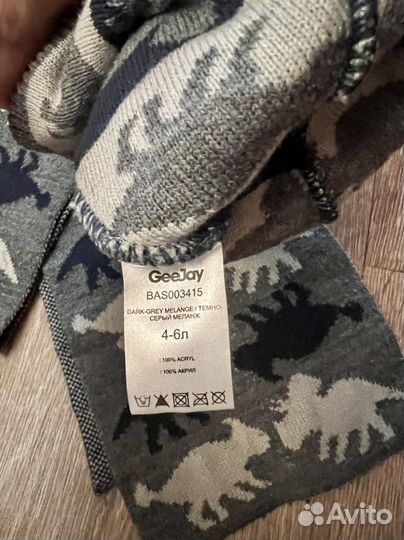 GeeJay
BAS003415
DARK-GREY MELANGE / ТЕМНО-
СЕРЫЙ МЕЛАНЖ
4-6л
: 100% ACRYL
: 100% АКРИЛ
Avito